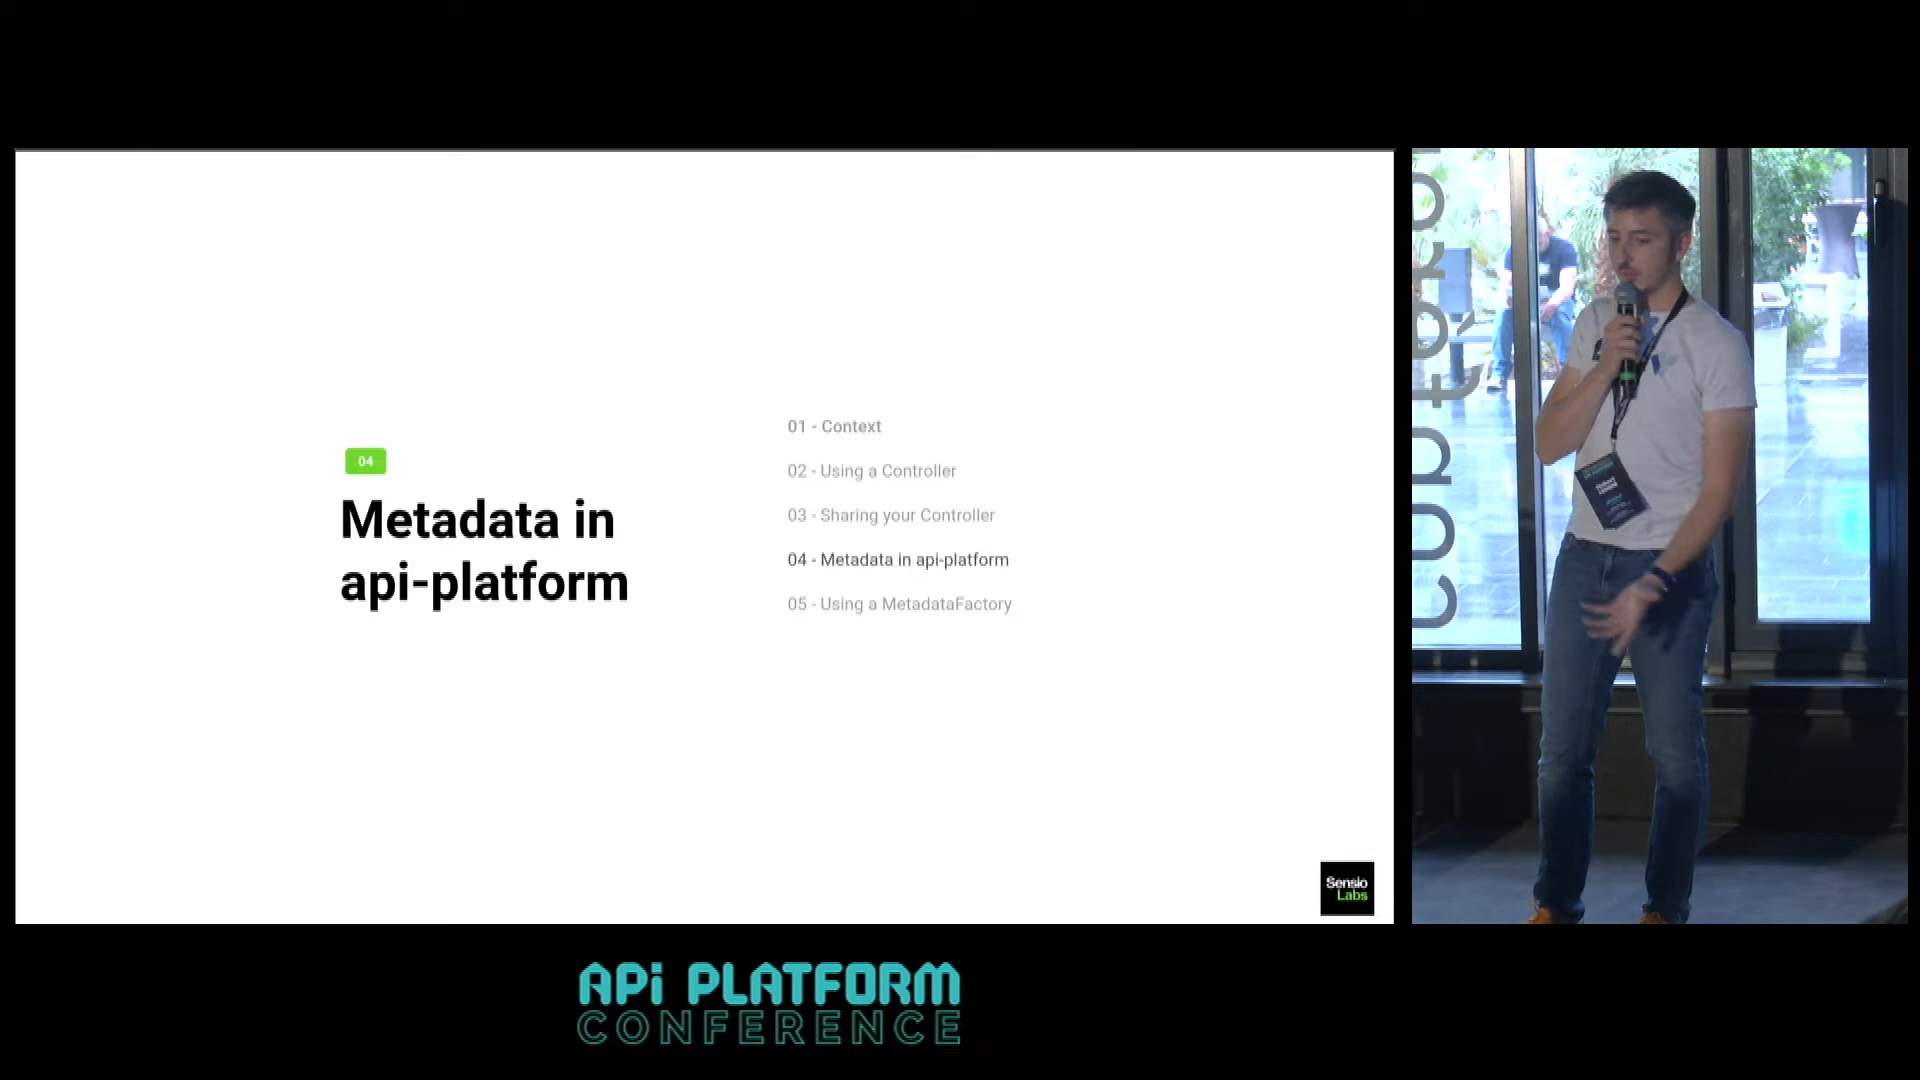 04
Metadata in
api-platform
01 - Context
02 - Using a Controller
03 - Sharing your Controller
04 - Metadata in api-platform
05 - Using a MetadataFactory
Sensio
Labs
API PLATFORM
CONFERENCE